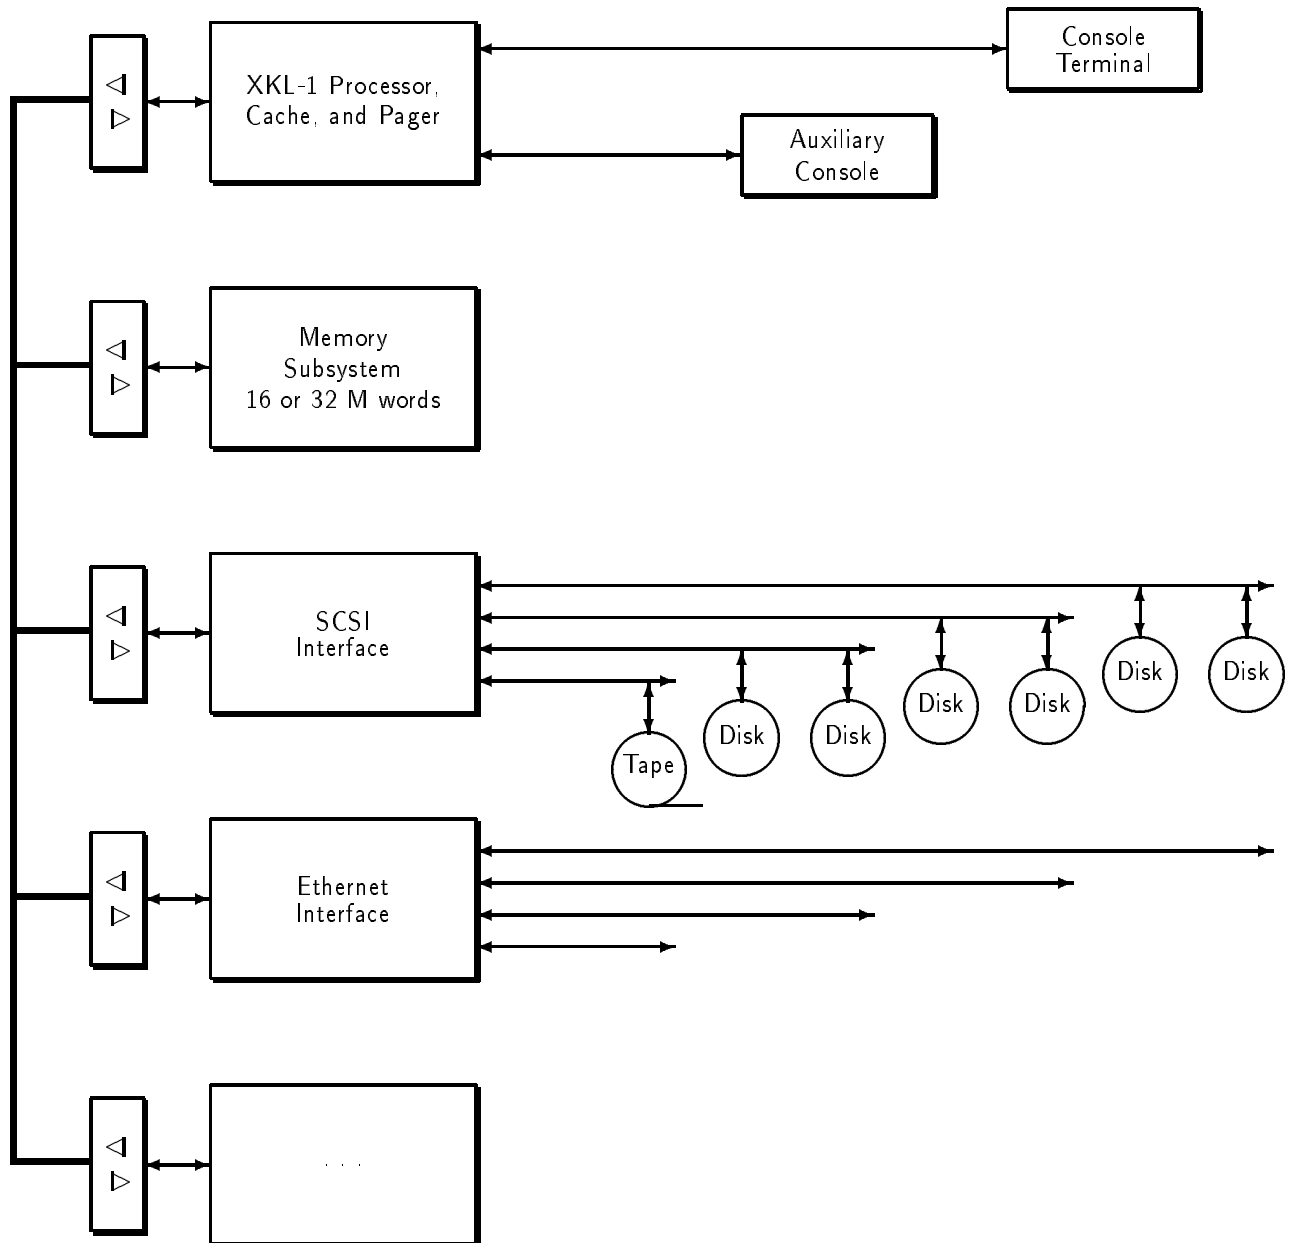 XKL-1 Processor,
Cache, and Pager
Console
Terminal
Auxiliary
Console
Memory
Subsystem
16 or 32 M words
SCSI
Interface
Disk
Disk
Disk
Disk
Disk
Disk
Tape
Ethernet
Interface
. . .